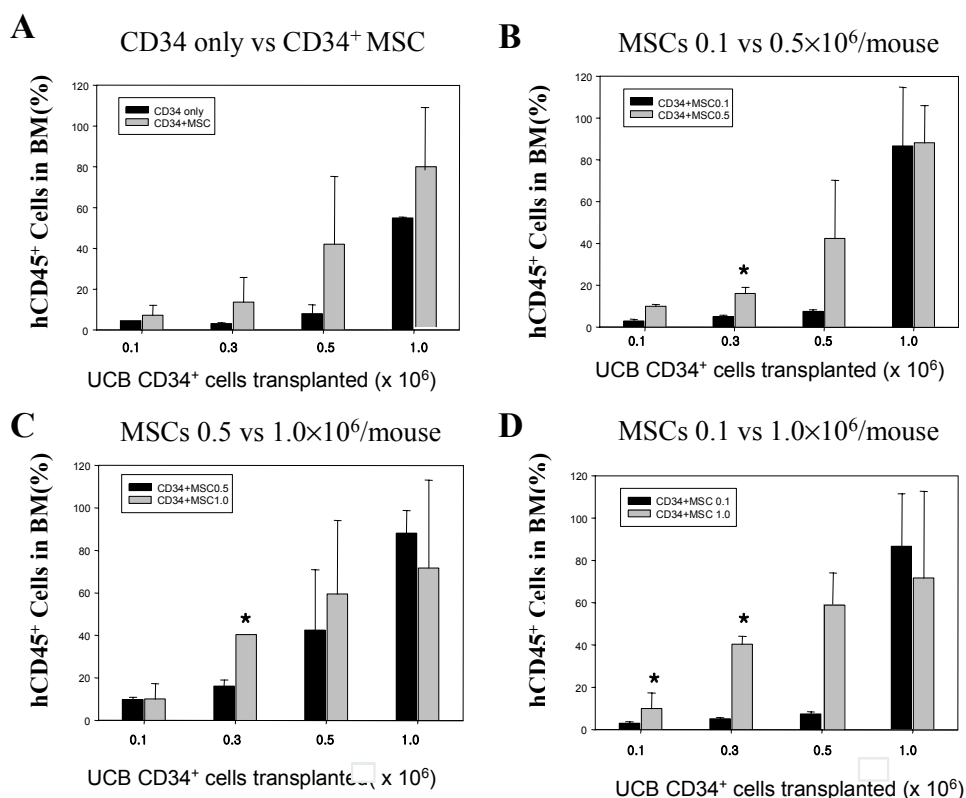 A
CD34 only vs CD34⁺ MSC
hCD45⁺ Cells in BM(%)
120
100
80
60
40
20
0
CD34 only
CD34+MSC
0.1
0.3
0.5
1.0
UCB CD34⁺ cells transplanted (x 10⁶)
B
MSCs 0.1 vs 0.5×10⁶/mouse
hCD45⁺ Cells in BM(%)
120
100
80
60
40
20
0
CD34+MSC0.1
CD34+MSC0.5
*
0.1
0.3
0.5
1.0
UCB CD34⁺ cells transplanted (x 10⁶)
C
MSCs 0.5 vs 1.0×10⁶/mouse
hCD45⁺ Cells in BM(%)
120
100
80
60
40
20
0
CD34+MSC0.5
CD34+MSC1.0
*
0.1
0.3
0.5
1.0
UCB CD34⁺ cells transplanted( x 10⁶)
D
MSCs 0.1 vs 1.0×10⁶/mouse
hCD45⁺ Cells in BM(%)
120
100
80
60
40
20
0
CD34+MSC 0.1
CD34+MSC 1.0
*
*
0.1
0.3
0.5
1.0
UCB CD34⁺ cells transplanted (x 10⁶)